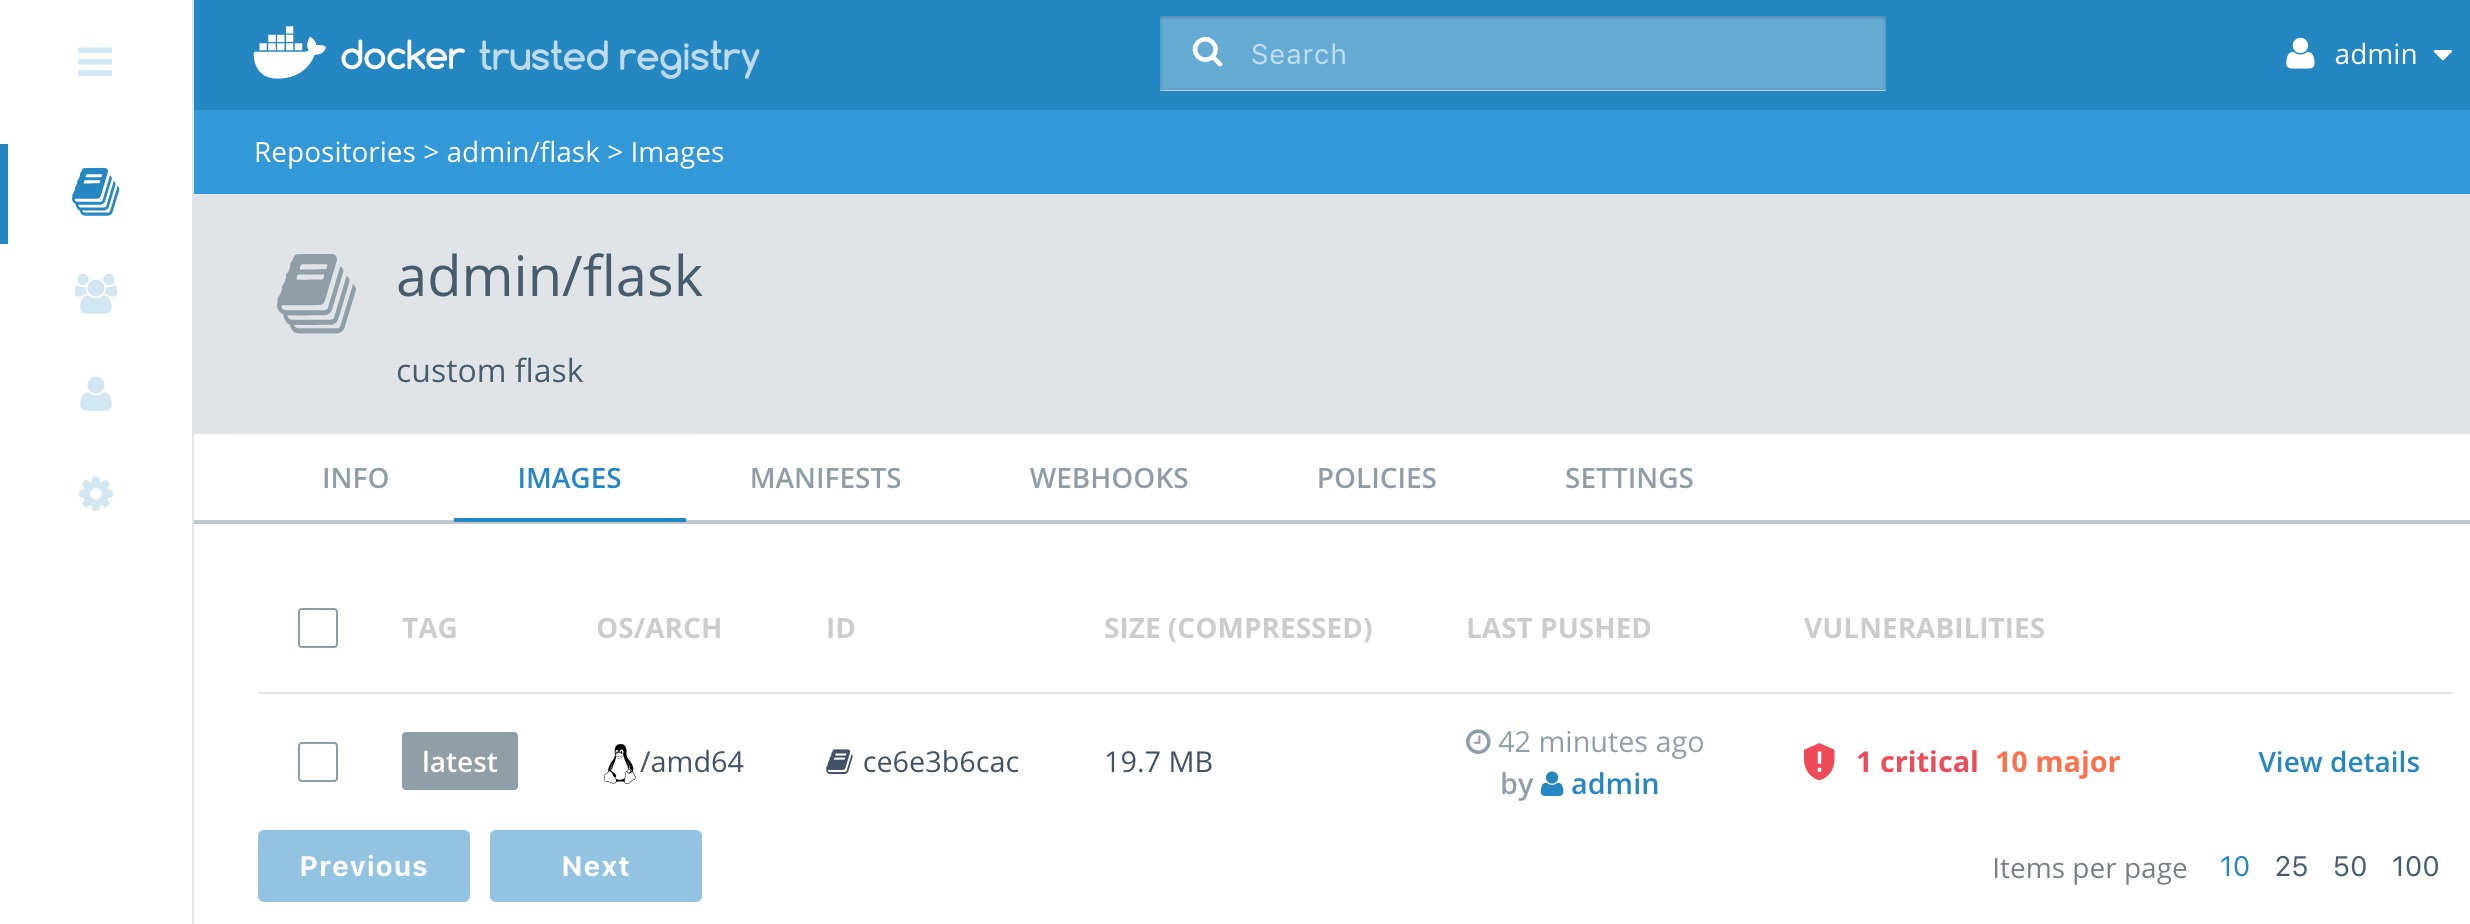 docker trusted registry
Search
admin
Repositories > admin/flask > Images
admin/flask
custom flask
INFO IMAGES MANIFESTS WEBHOOKS POLICIES SETTINGS
TAG OS/ARCH ID SIZE (COMPRESSED) LAST PUSHED VULNERABILITIES
latest /amd64 ce6e3b6cac 19.7 MB 42 minutes ago 1 critical 10 major View details
by admin
Previous Next Items per page 10 25 50 100